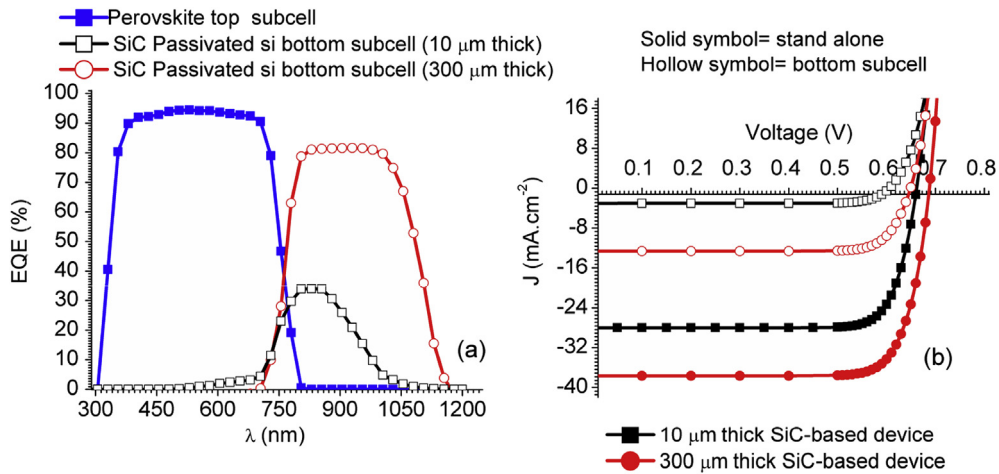 Perovskite top subcell
SiC Passivated si bottom subcell (10 μm thick)
SiC Passivated si bottom subcell (300 μm thick)
100
90
80
70
60
50
40
30
20
10
0
EQE (%)
300 450 600 750 900 1050 1200
λ (nm)
(a)
Solid symbol= stand alone
Hollow symbol= bottom subcell
16
8
0
-8
-16
-24
-32
-40
J (mA.cm-2)
Voltage (V)
0.1 0.2 0.3 0.4 0.5 0.6 0.7 0.8
(b)
10 μm thick SiC-based device
300 μm thick SiC-based device